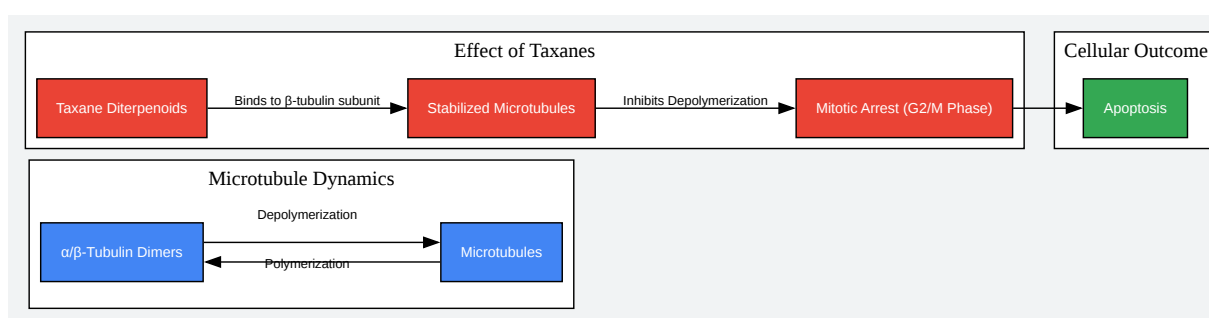 Effect of Taxanes
Cellular Outcome
Taxane Diterpenoids
Binds to β-tubulin subunit
Stabilized Microtubules
Inhibits Depolymerization
Mitotic Arrest (G2/M Phase)
Apoptosis
Microtubule Dynamics
Depolymerization
α/β-Tubulin Dimers
Microtubules
Polymerization